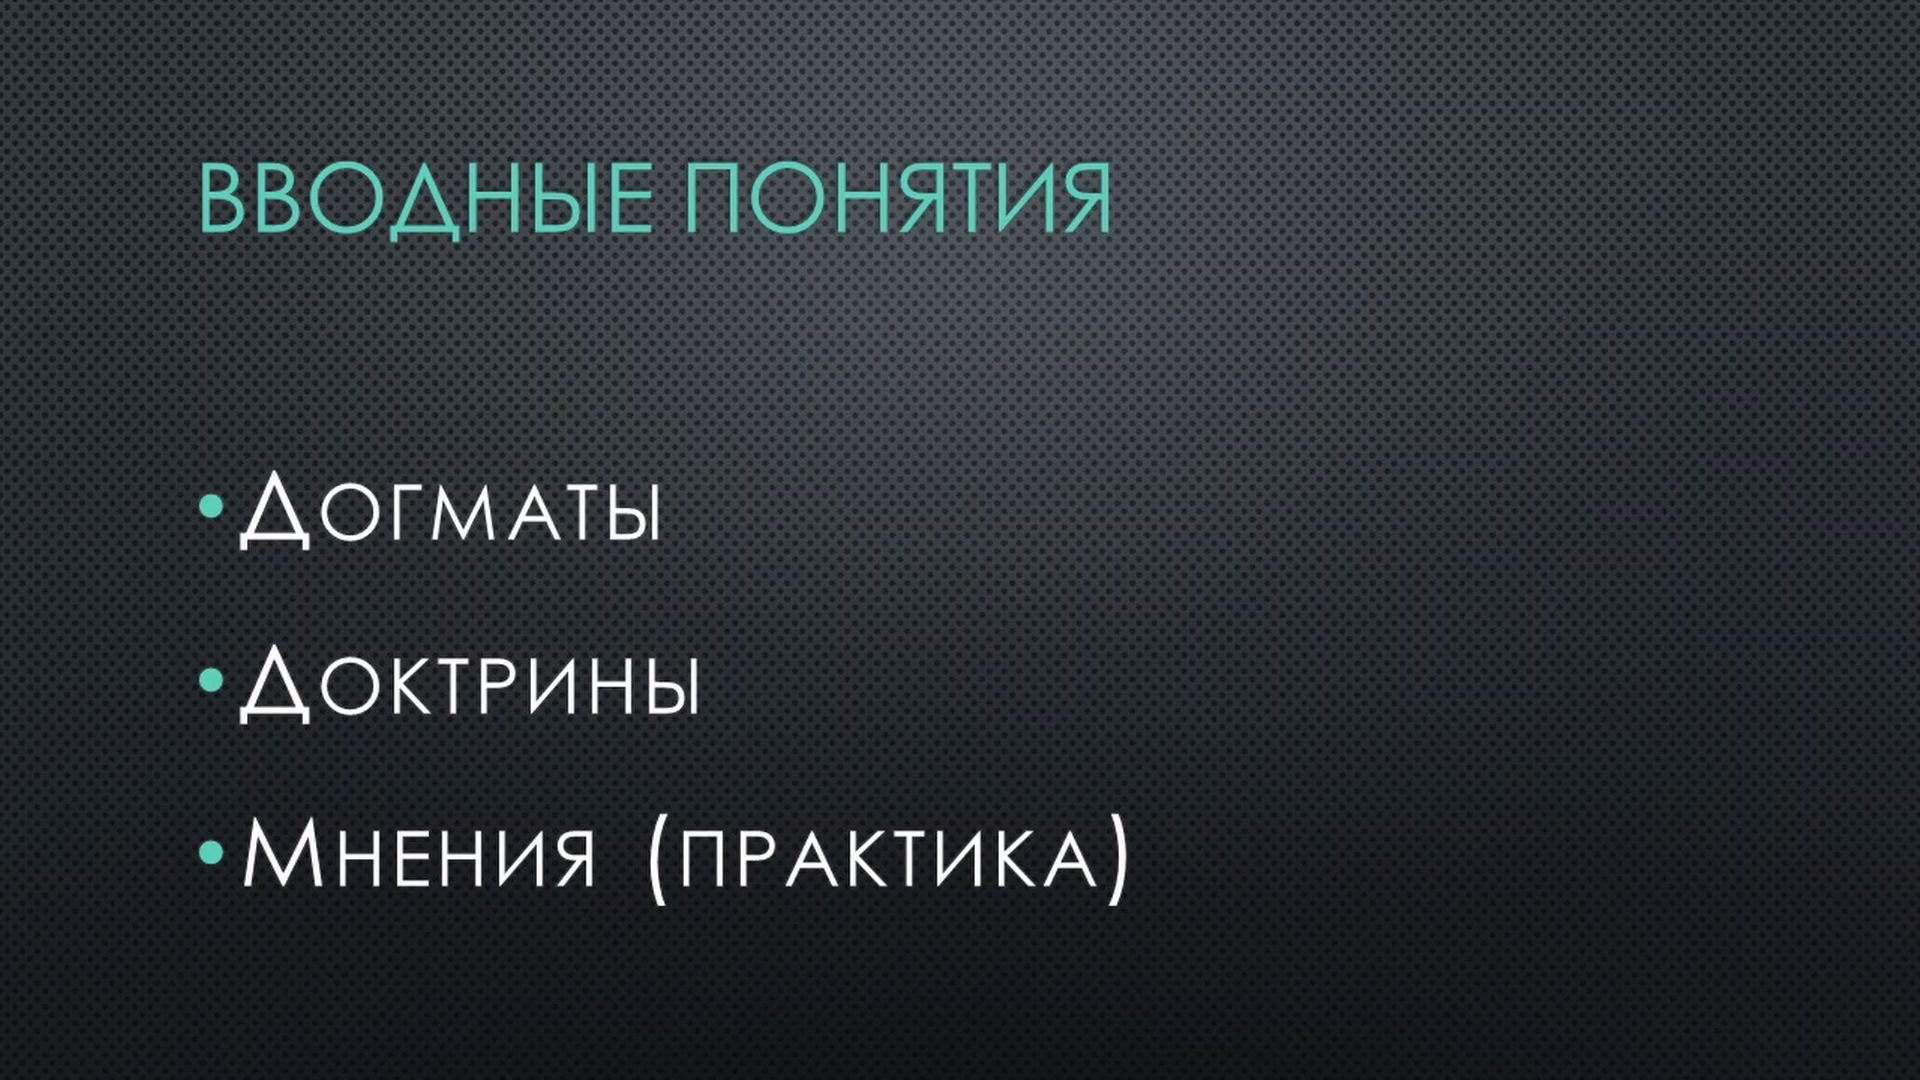 ВВОДНЫЕ ПОНЯТИЯ
• Догматы
• Доктрины
• Мнения (практика)